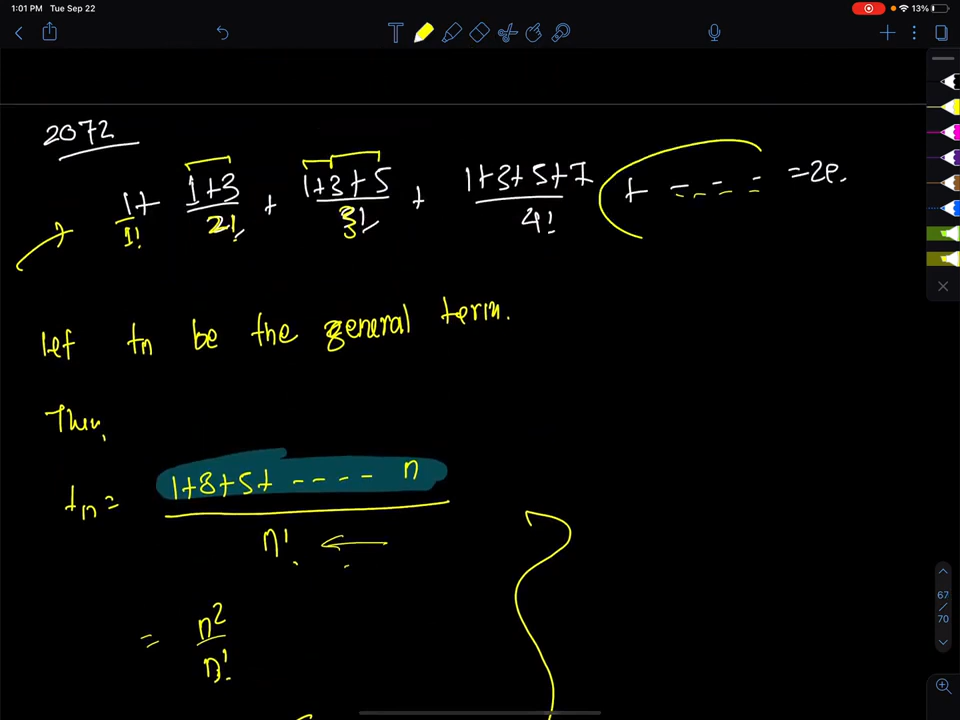 1:01 PM Tue Sep 22
13%
2072
1/1! + (1+3)/2! + (1+3+5)/3! + (1+3+5+7)/4! + ---- = 2e.
let tn be the general term.
Then,
tn = (1+3+5+ ---- n)/n! ←
= n²/n!
67/70